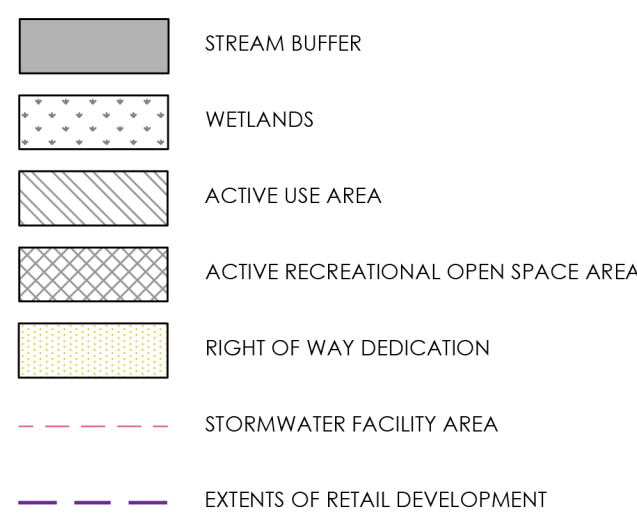 STREAM BUFFER
WETLANDS
ACTIVE USE AREA
ACTIVE RECREATIONAL OPEN SPACE AREA
RIGHT OF WAY DEDICATION
STORMWATER FACILITY AREA
EXTENTS OF RETAIL DEVELOPMENT